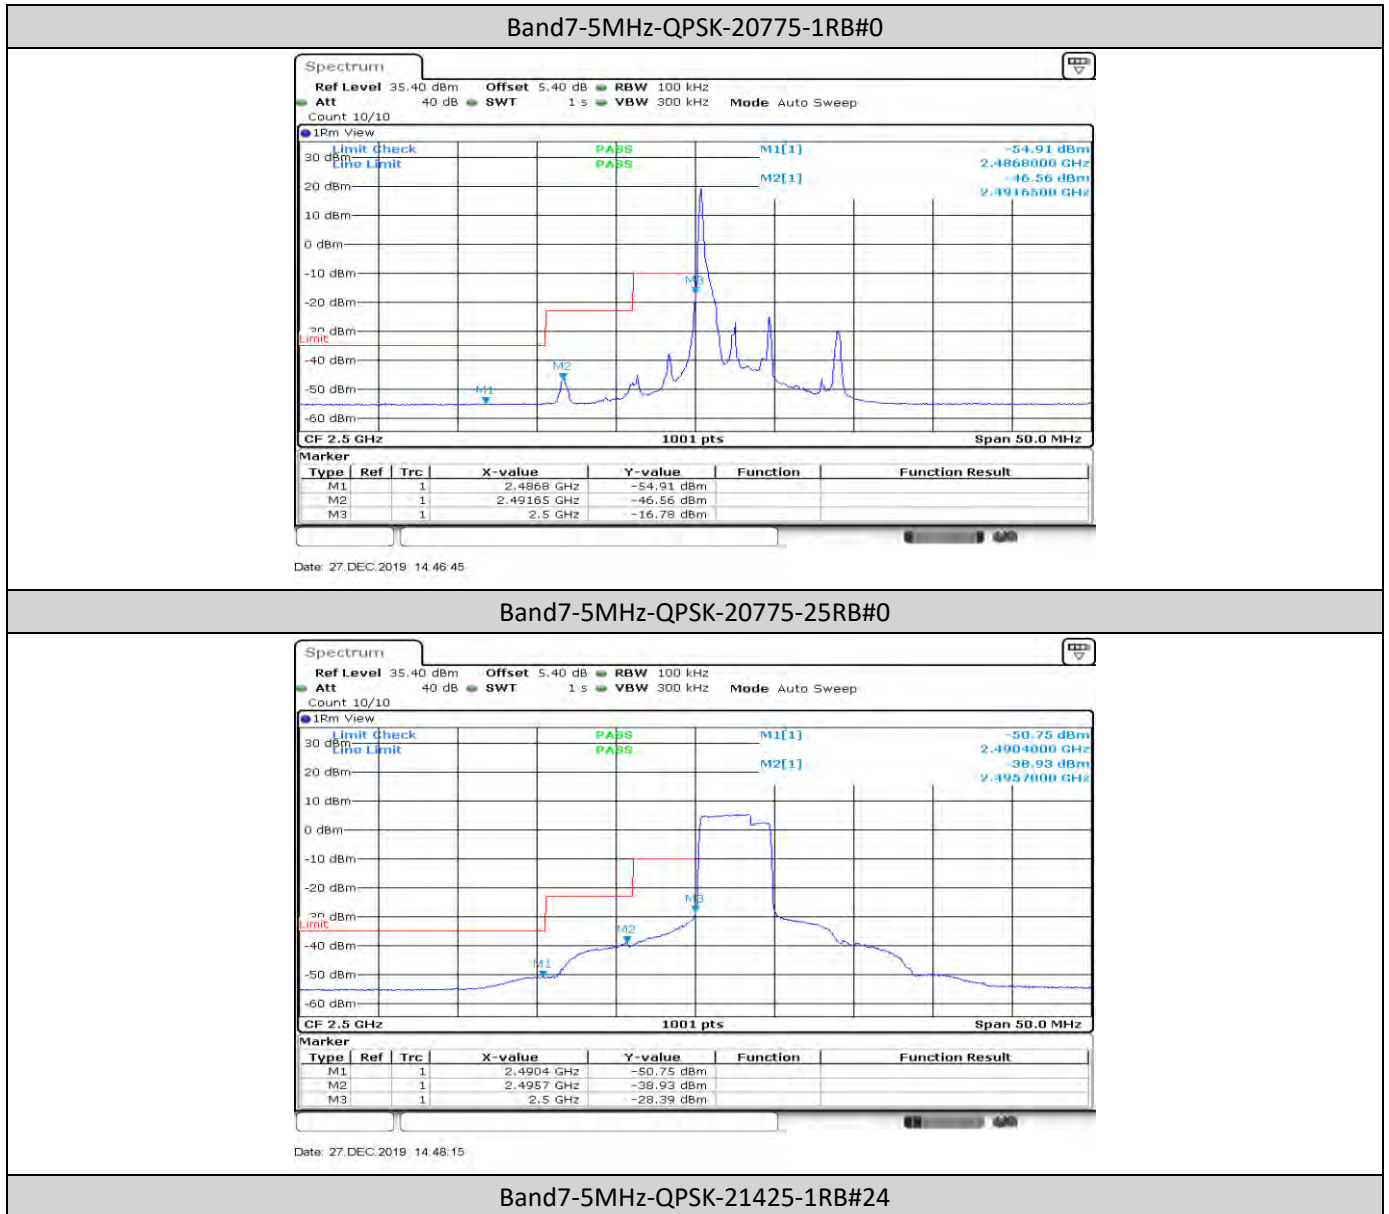 Band7-5MHz-QPSK-20775-1RB#0
Spectrum
Ref Level 35.40 dBm Offset 5.40 dB RBW 100 kHz
Att 40 dB SWT 1 s VBW 300 kHz Mode Auto Sweep
Count 10/10
1Rm View
Limit Check PASS M1[1] -54.91 dBm
30 dBm Line Limit PASS 2.4868000 GHz
M2[1] -46.56 dBm
20 dBm 2.4916500 GHz
10 dBm
0 dBm
-10 dBm
M3
-20 dBm
-30 dBm
Limit
-40 dBm
M2
-50 dBm
M1
-60 dBm
CF 2.5 GHz 1001 pts Span 50.0 MHz
Marker
Type Ref Trc X-value Y-value Function Function Result
M1 1 2.4868 GHz -54.91 dBm
M2 1 2.49165 GHz -46.56 dBm
M3 1 2.5 GHz -16.78 dBm
Date: 27.DEC.2019 14:46:45
Band7-5MHz-QPSK-20775-25RB#0
Spectrum
Ref Level 35.40 dBm Offset 5.40 dB RBW 100 kHz
Att 40 dB SWT 1 s VBW 300 kHz Mode Auto Sweep
Count 10/10
1Rm View
Limit Check PASS M1[1] -50.75 dBm
30 dBm Line Limit PASS 2.4904000 GHz
M2[1] -38.93 dBm
20 dBm 2.4957000 GHz
10 dBm
0 dBm
-10 dBm
-20 dBm
M3
-30 dBm
Limit
M2
-40 dBm
M1
-50 dBm
-60 dBm
CF 2.5 GHz 1001 pts Span 50.0 MHz
Marker
Type Ref Trc X-value Y-value Function Function Result
M1 1 2.4904 GHz -50.75 dBm
M2 1 2.4957 GHz -38.93 dBm
M3 1 2.5 GHz -28.39 dBm
Date: 27.DEC.2019 14:48:15
Band7-5MHz-QPSK-21425-1RB#24